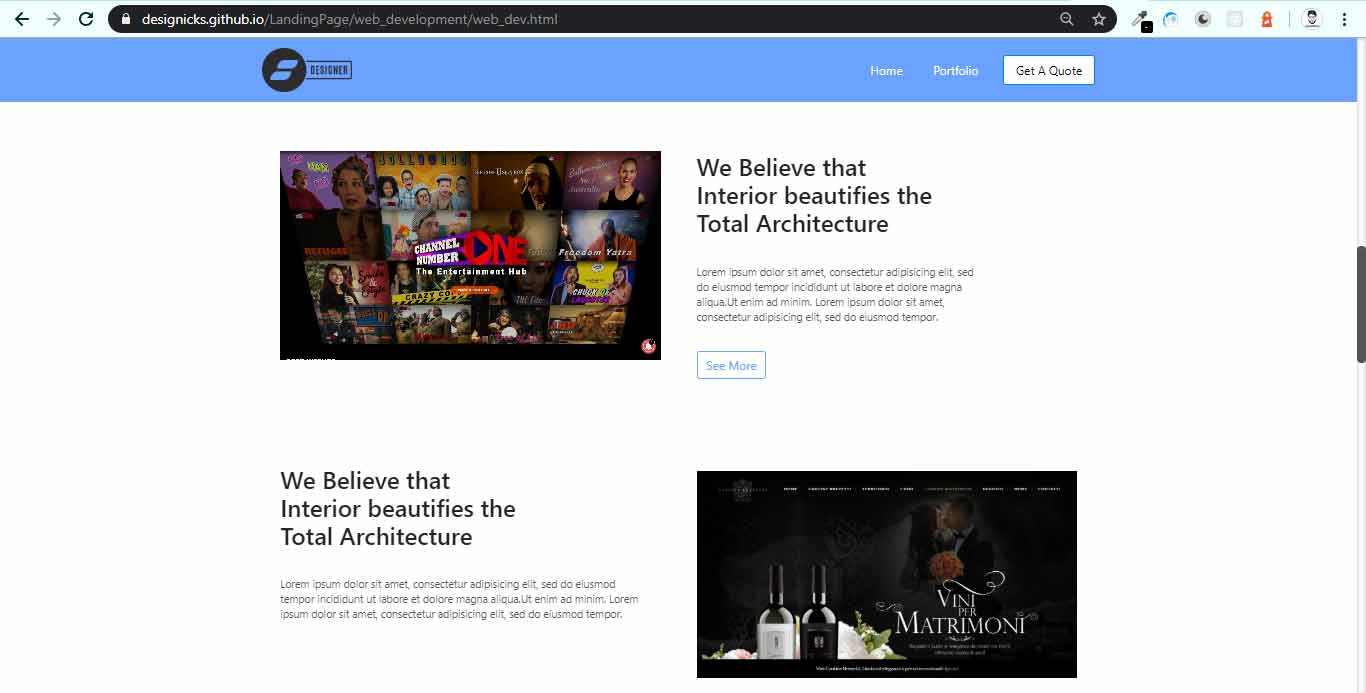 designicks.github.io/LandingPage/web_development/web_dev.html
DESIGNER
Home
Portfolio
Get A Quote
BOLLYWOOD
REFUGEE
CHANNEL
NUMBER
ONE
The Entertainment Hub
Freedom Yatra
CRAZY
We Believe that
Interior beautifies the
Total Architecture
Lorem ipsum dolor sit amet, consectetur adipisicing elit, sed
do eiusmod tempor incididunt ut labore et dolore magna
aliqua.Ut enim ad minim. Lorem ipsum dolor sit amet,
consectetur adipisicing elit, sed do eiusmod tempor.
See More
We Believe that
Interior beautifies the
Total Architecture
Lorem ipsum dolor sit amet, consectetur adipisicing elit, sed do eiusmod
tempor incididunt ut labore et dolore magna aliqua.Ut enim ad minim. Lorem
ipsum dolor sit amet, consectetur adipisicing elit, sed do eiusmod tempor.
HOME
VINI
PER
MATRIMONI